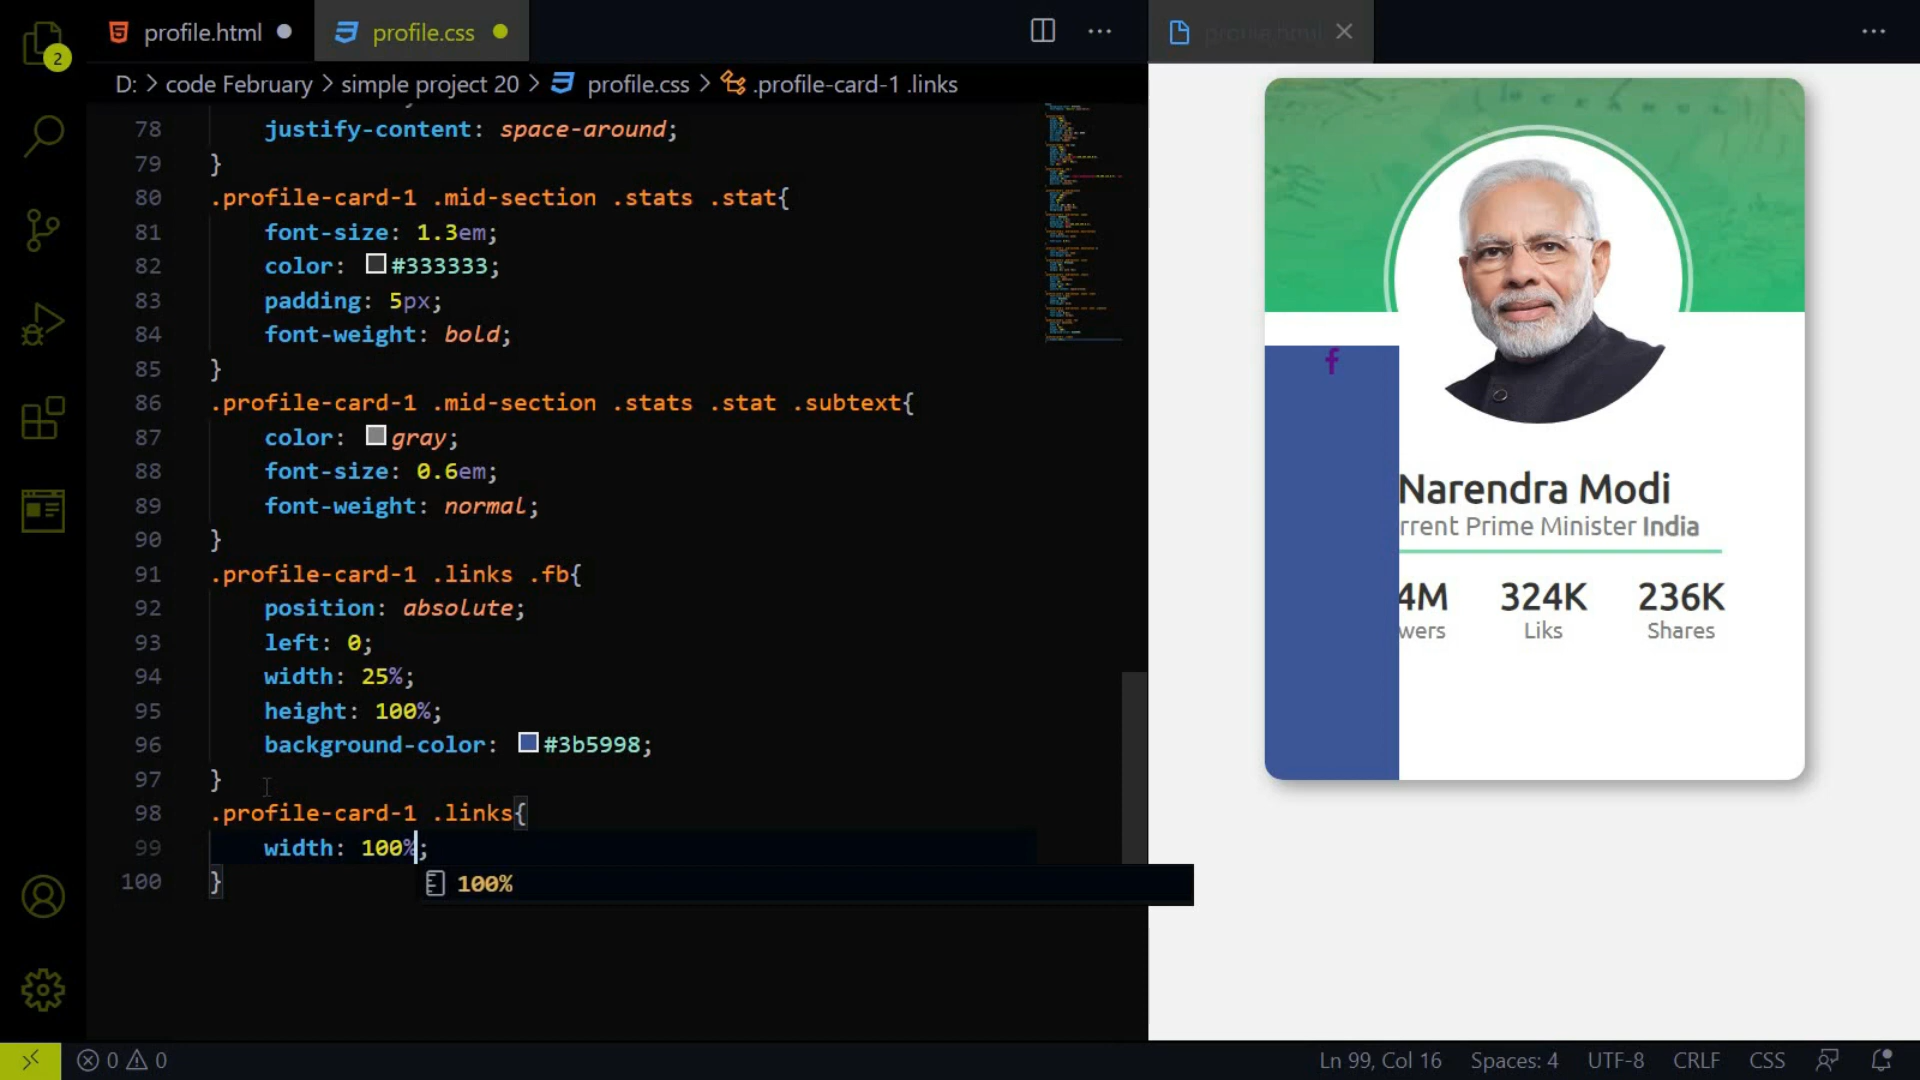 profile.html
profile.css
profile.html
2
D: > code February > simple project 20 > profile.css > .profile-card-1 .links
78 justify-content: space-around;
79 }
80 .profile-card-1 .mid-section .stats .stat{
81 font-size: 1.3em;
82 color: #333333;
83 padding: 5px;
84 font-weight: bold;
85 }
86 .profile-card-1 .mid-section .stats .stat .subtext{
87 color: gray;
88 font-size: 0.6em;
89 font-weight: normal;
90 }
91 .profile-card-1 .links .fb{
92 position: absolute;
93 left: 0;
94 width: 25%;
95 height: 100%;
96 background-color: #3b5998;
97 }
98 .profile-card-1 .links{
99 width: 100%;
100 }
100%
f
Narendra Modi
rrent Prime Minister India
4M 324K 236K
wers Liks Shares
0 0
Ln 99, Col 16 Spaces: 4 UTF-8 CRLF CSS